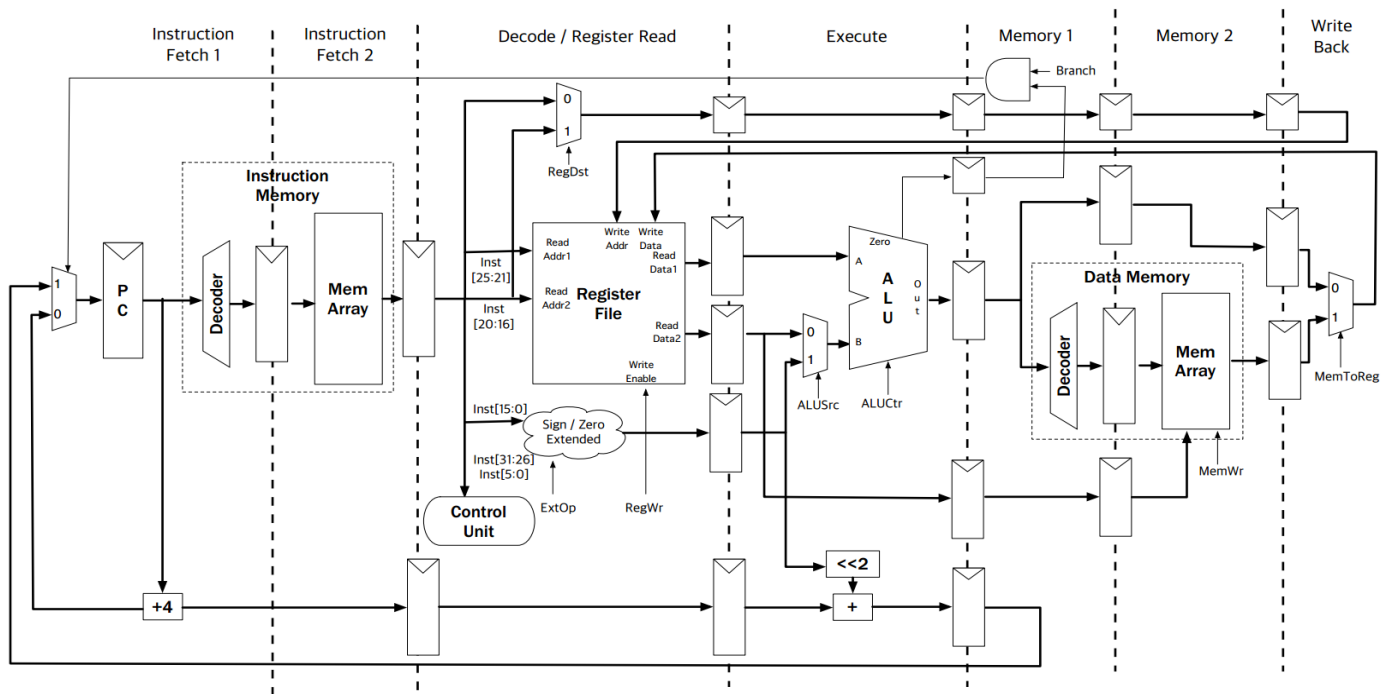 Instruction
Fetch 1
Instruction
Fetch 2
Decode / Register Read
Execute
Memory 1
Memory 2
Write
Back
Branch
0
1
RegDst
Instruction
Memory
Decoder
Mem
Array
1
0
P
C
Inst
[25:21]
Inst
[20:16]
Read
Addr1
Read
Addr2
Write
Addr
Write
Data
Read
Data1
Register
File
Read
Data2
Write
Enable
Inst[15:0]
Sign / Zero
Extended
Inst[31:26]
Inst[5:0]
Control
Unit
ExtOp
RegWr
0
1
ALUSrc
Zero
A
B
A
L
U
O
u
t
ALUCtr
Data Memory
Decoder
Mem
Array
MemWr
0
1
MemToReg
+4
<<2
+